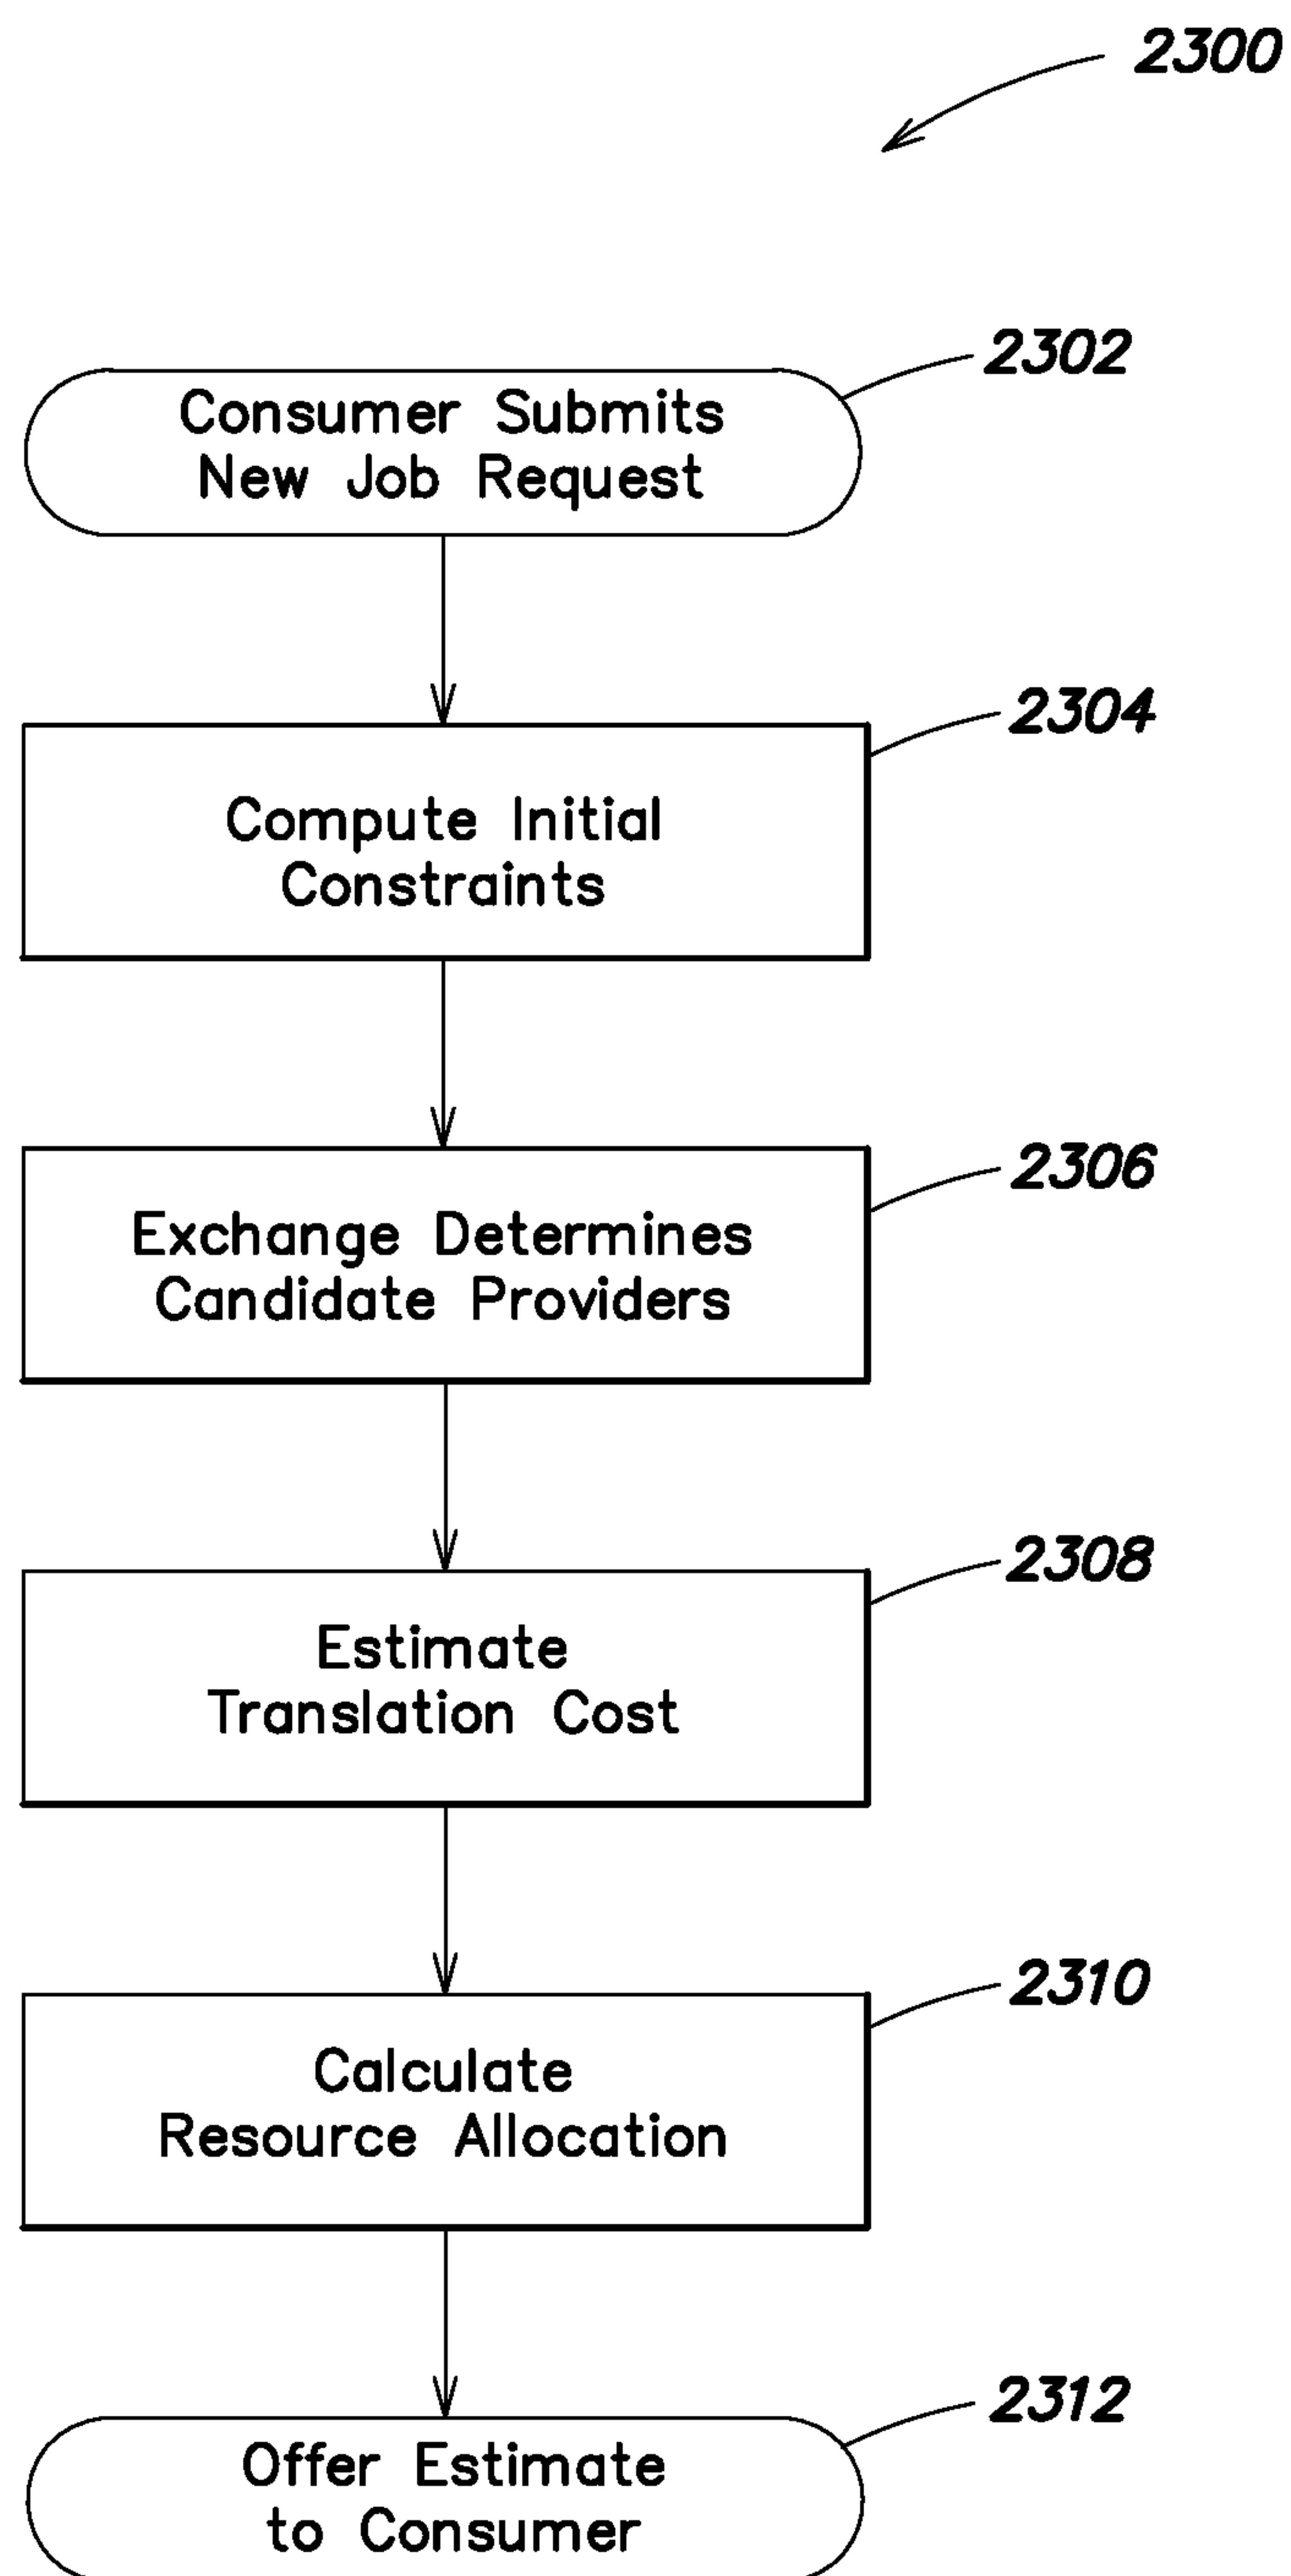 2300
2302
Consumer Submits
New Job Request
2304
Compute Initial
Constraints
2306
Exchange Determines
Candidate Providers
2308
Estimate
Translation Cost
2310
Calculate
Resource Allocation
2312
Offer Estimate
to Consumer